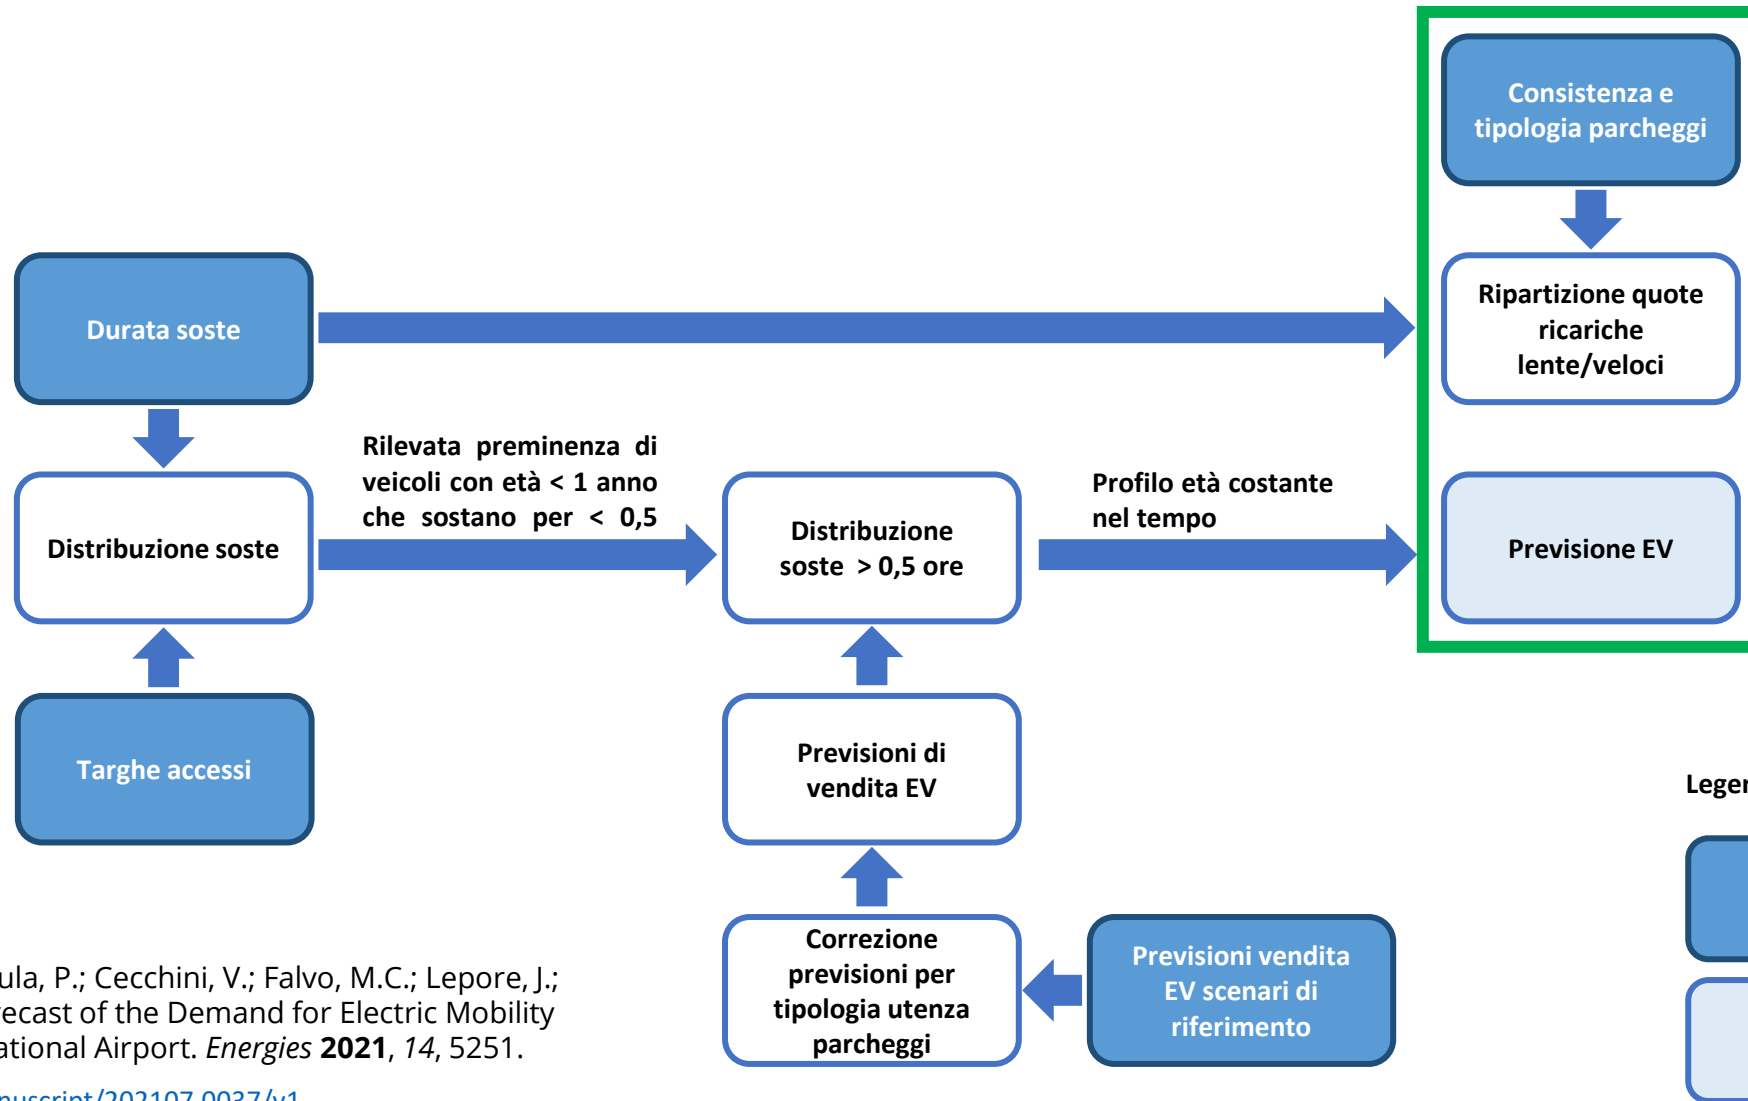 Consistenza e
tipologia parcheggi
Ripartizione quote
ricariche
lente/veloci
Durata soste
Rilevata preminenza di
veicoli con età < 1 anno
che sostano per < 0,5
Distribuzione soste
Distribuzione
soste > 0,5 ore
Profilo età costante
nel tempo
Previsione EV
Targhe accessi
Previsioni di
vendita EV
Correzione
previsioni per
tipologia utenza
parcheggi
Previsioni vendita
EV scenari di
riferimento
P.; Cecchini, V.; Falvo, M.C.; Lepore, J.;
of the Demand for Electric Mobility
Airport. Energies 2021, 14, 5251.